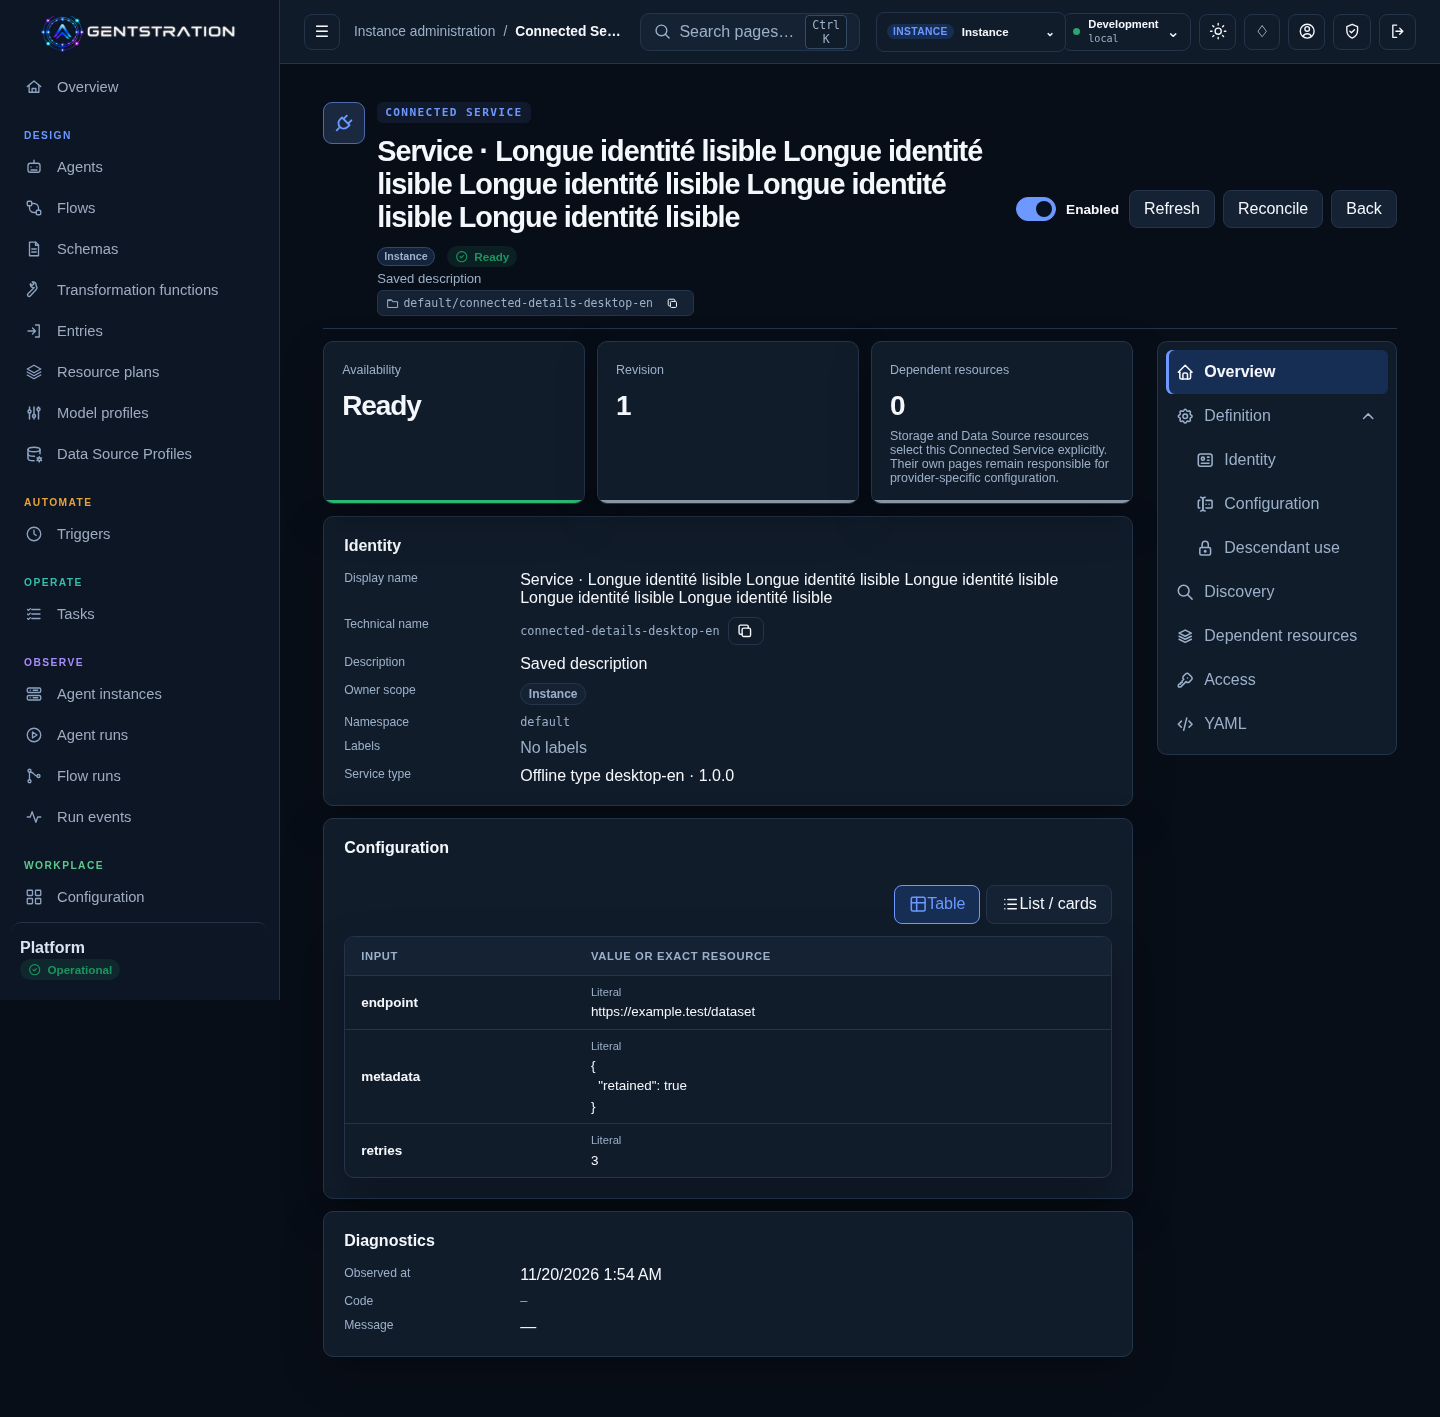 GENTSTRATION
Overview
DESIGN
Agents
Flows
Schemas
Transformation functions
Entries
Resource plans
Model profiles
Data Source Profiles
AUTOMATE
Triggers
OPERATE
Tasks
OBSERVE
Agent instances
Agent runs
Flow runs
Run events
WORKPLACE
Configuration
Platform
Operational
Instance administration / Connected Se…
Search pages…
Ctrl
K
INSTANCE Instance
Development
local
CONNECTED SERVICE
Service · Longue identité lisible Longue identité
lisible Longue identité lisible Longue identité
lisible Longue identité lisible
Enabled
Refresh
Reconcile
Back
Instance
Ready
Saved description
default/connected-details-desktop-en
Availability
Ready
Revision
1
Dependent resources
0
Storage and Data Source resources
select this Connected Service explicitly.
Their own pages remain responsible for
provider-specific configuration.
Identity
Display name
Service · Longue identité lisible Longue identité lisible Longue identité lisible
Longue identité lisible Longue identité lisible
Technical name
connected-details-desktop-en
Description
Saved description
Owner scope
Instance
Namespace
default
Labels
No labels
Service type
Offline type desktop-en · 1.0.0
Configuration
Table
List / cards
INPUT
VALUE OR EXACT RESOURCE
endpoint
Literal
https://example.test/dataset
metadata
Literal
{
"retained": true
}
retries
Literal
3
Diagnostics
Observed at
11/20/2026 1:54 AM
Code
–
Message
—
Overview
Definition
Identity
Configuration
Descendant use
Discovery
Dependent resources
Access
YAML